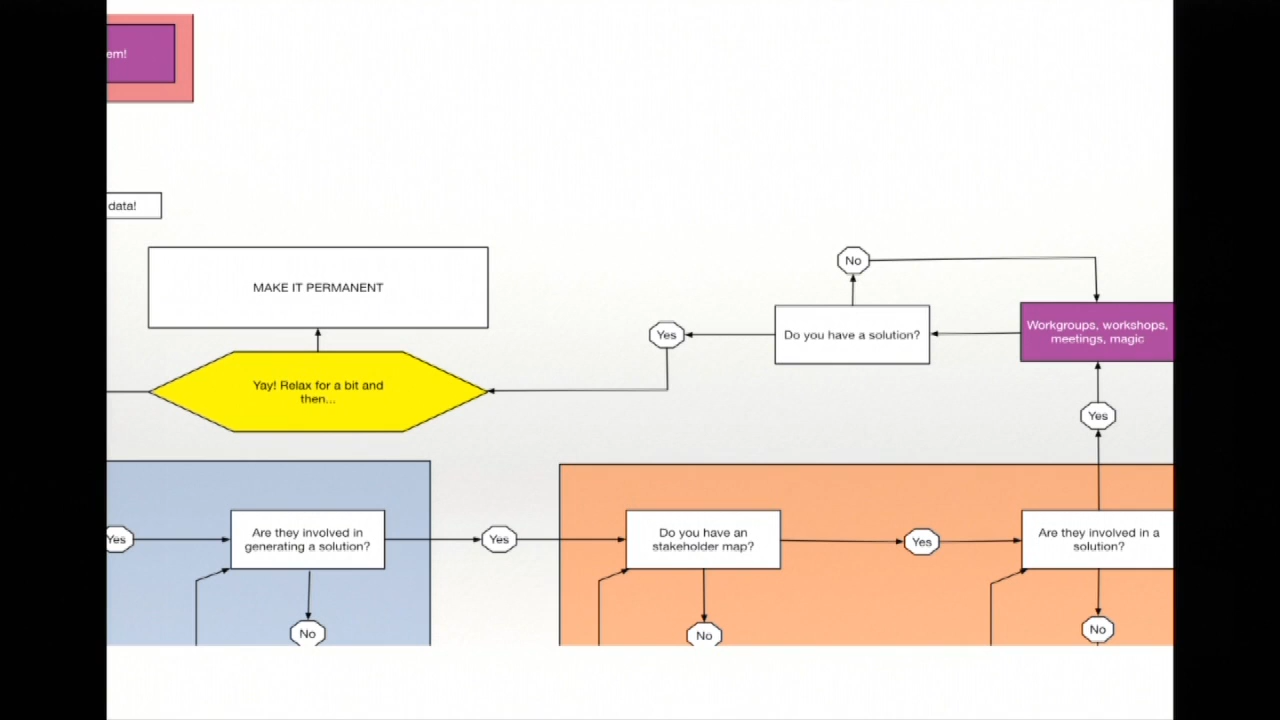 em!
data!
MAKE IT PERMANENT
No
Do you have a solution?
Yes
Workgroups, workshops,
meetings, magic
Yay! Relax for a bit and
then...
Yes
Yes
Are they involved in
generating a solution?
Yes
Do you have an
stakeholder map?
Yes
Are they involved in a
solution?
No
No
No